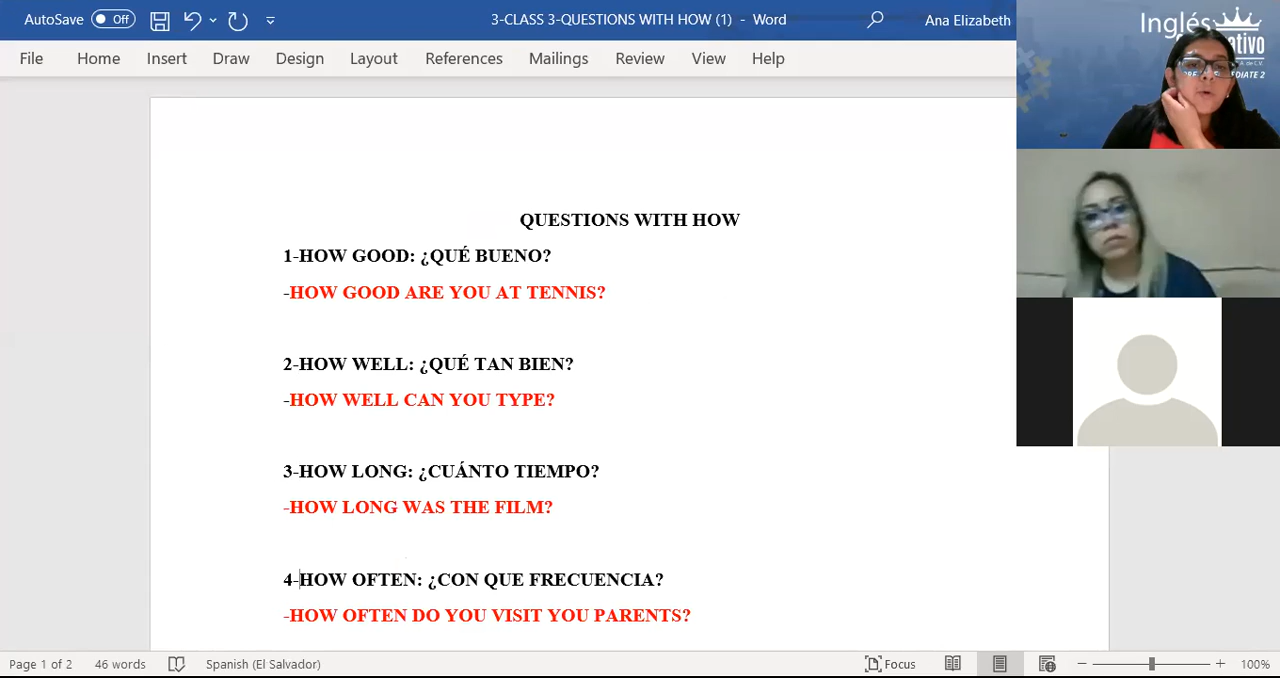 AutoSave Off 3-CLASS 3-QUESTIONS WITH HOW (1) - Word Ana Elizabeth
File Home Insert Draw Design Layout References Mailings Review View Help
Inglés
QUESTIONS WITH HOW
1-HOW GOOD: ¿QUÉ BUENO?
-HOW GOOD ARE YOU AT TENNIS?
2-HOW WELL: ¿QUÉ TAN BIEN?
-HOW WELL CAN YOU TYPE?
3-HOW LONG: ¿CUÁNTO TIEMPO?
-HOW LONG WAS THE FILM?
4-HOW OFTEN: ¿CON QUE FRECUENCIA?
-HOW OFTEN DO YOU VISIT YOU PARENTS?
Page 1 of 2 46 words Spanish (El Salvador) Focus 100%